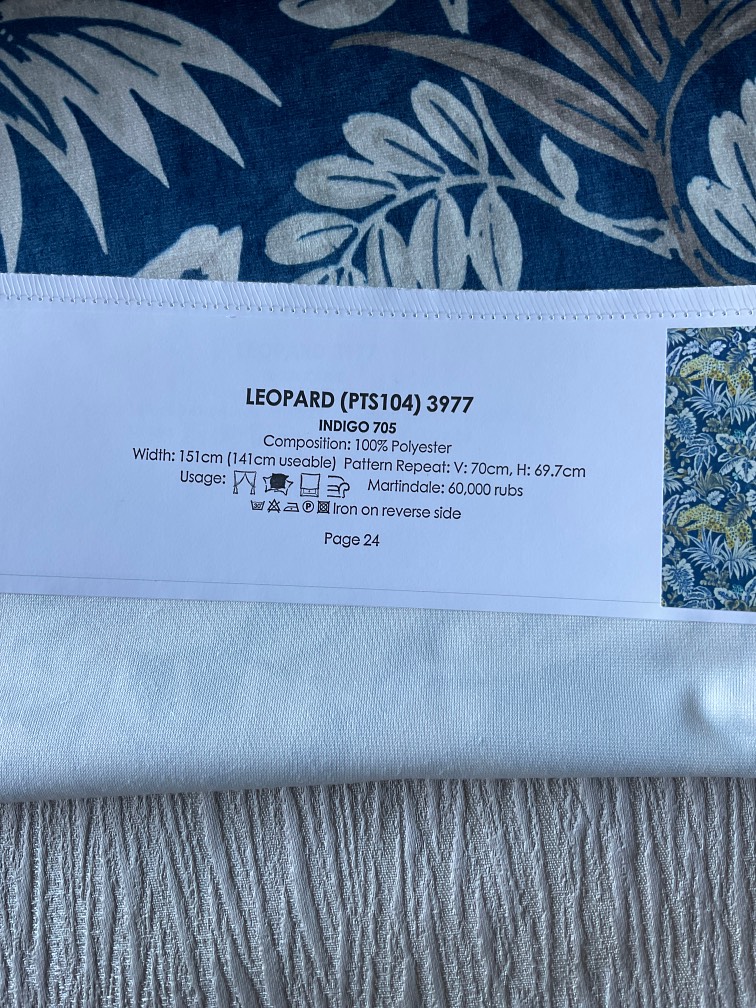 LEOPARD (PTS104) 3977
INDIGO 705
Composition: 100% Polyester
Width: 151cm (141cm useable) Pattern Repeat: V: 70cm, H: 69.7cm
Usage: Martindale: 60,000 rubs
P Iron on reverse side
Page 24